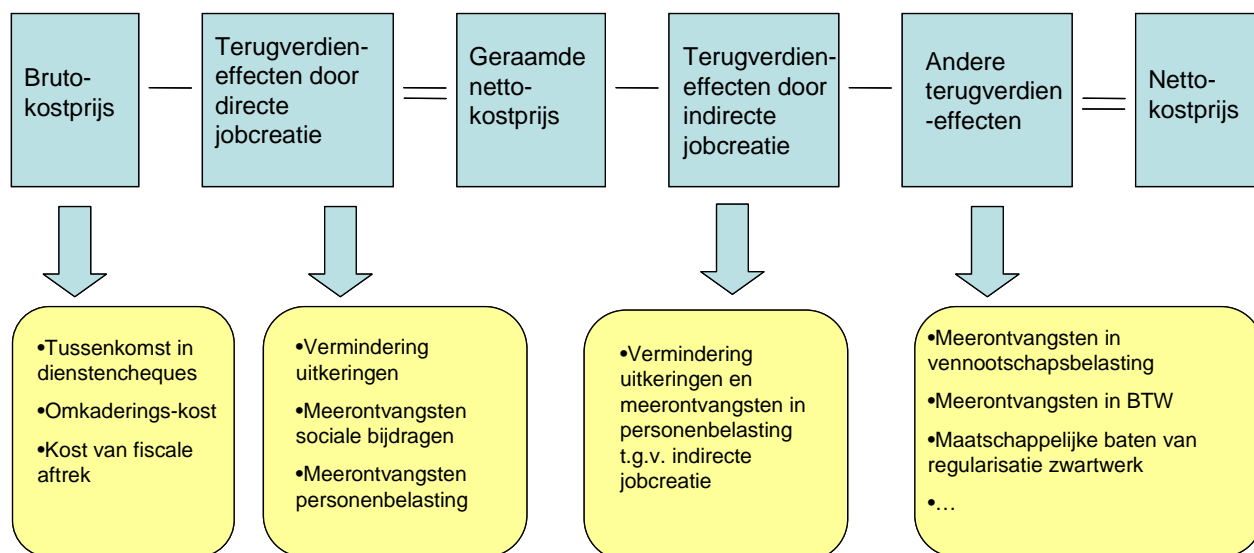 Bruto-
kostprijs
Terugverdien-
effecten door
directe
jobcreatie
Geraamde
netto-
kostprijs
Terugverdien-
effecten door
indirecte
jobcreatie
Andere
terugverdien
-effecten
Netto-
kostprijs
•Tussenkomst in
dienstencheques
•Omkaderings-kost
•Kost van fiscale
aftrek
•Vermindering
uitkeringen
•Meerontvangsten
sociale bijdragen
•Meerontvangsten
personenbelasting
•Vermindering
uitkeringen en
meerontvangsten in
personenbelasting
t.g.v. indirecte
jobcreatie
•Meerontvangsten in
vennootschapsbelasting
•Meerontvangsten in BTW
•Maatschappelijke baten van
regularisatie zwartwerk
•…